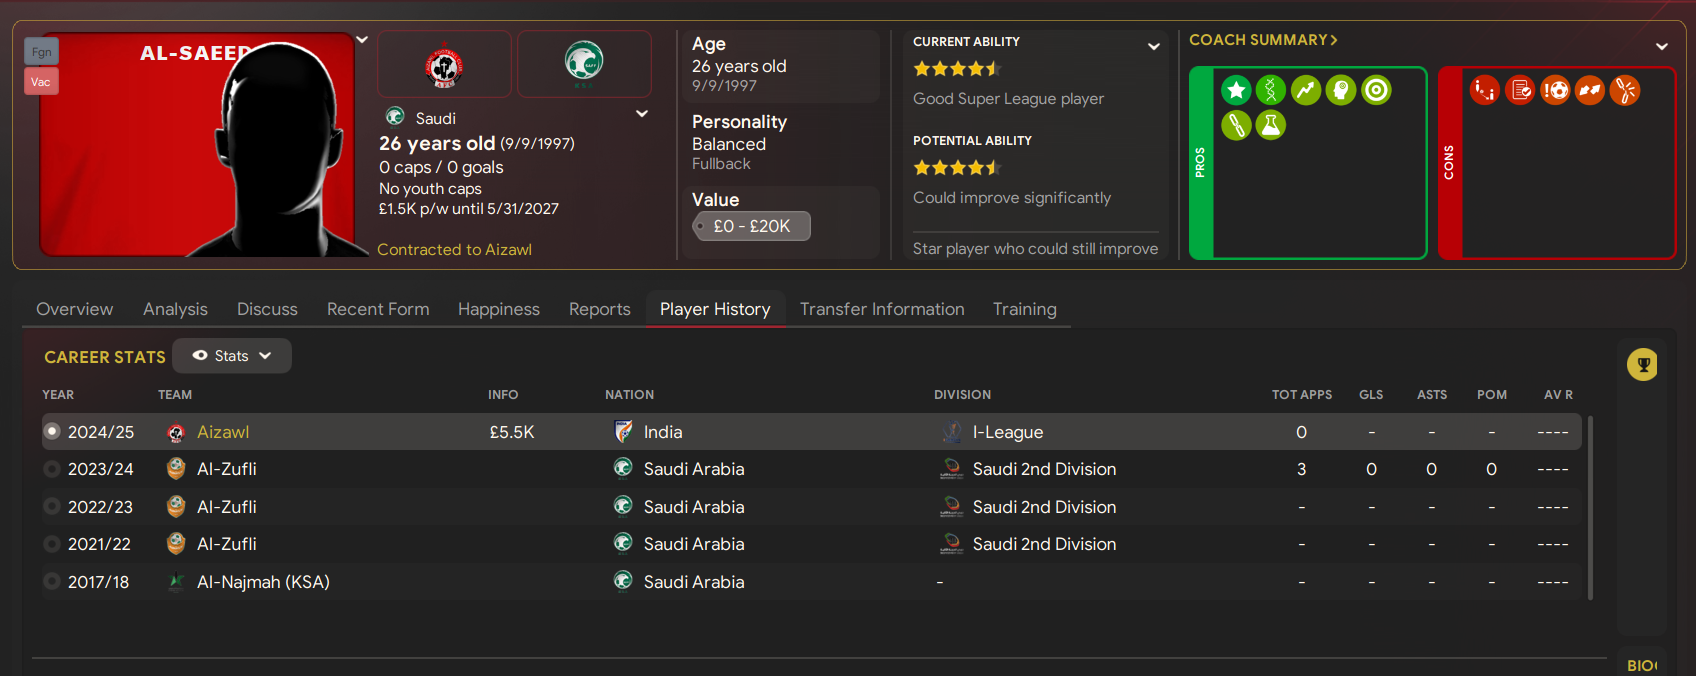 Fgn
Vac
AL-SAEED
Saudi
26 years old (9/9/1997)
0 caps / 0 goals
No youth caps
£1.5K p/w until 5/31/2027
Contracted to Aizawl
Age
26 years old
9/9/1997
Personality
Balanced
Fullback
Value
£0 - £20K
CURRENT ABILITY
Good Super League player
POTENTIAL ABILITY
Could improve significantly
Star player who could still improve
COACH SUMMARY
PROS
CONS
Overview Analysis Discuss Recent Form Happiness Reports Player History Transfer Information Training
CAREER STATS Stats
YEAR TEAM INFO NATION DIVISION TOT APPS GLS ASTS POM AV R
2024/25 Aizawl £5.5K India I-League 0 - - - ----
2023/24 Al-Zufli Saudi Arabia Saudi 2nd Division 3 0 0 0 ----
2022/23 Al-Zufli Saudi Arabia Saudi 2nd Division - - - - ----
2021/22 Al-Zufli Saudi Arabia Saudi 2nd Division - - - - ----
2017/18 Al-Najmah (KSA) Saudi Arabia - - - - - ----